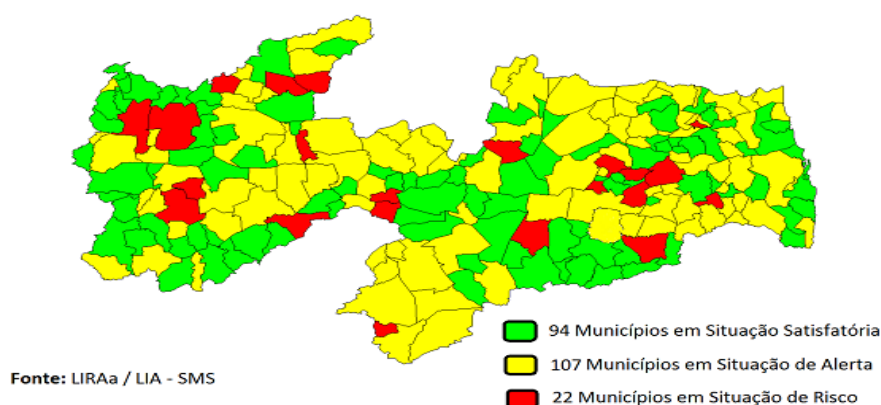 94 Municípios em Situação Satisfatória
107 Municípios em Situação de Alerta
Fonte: LIRAa / LIA - SMS
22 Municípios em Situação de Risco